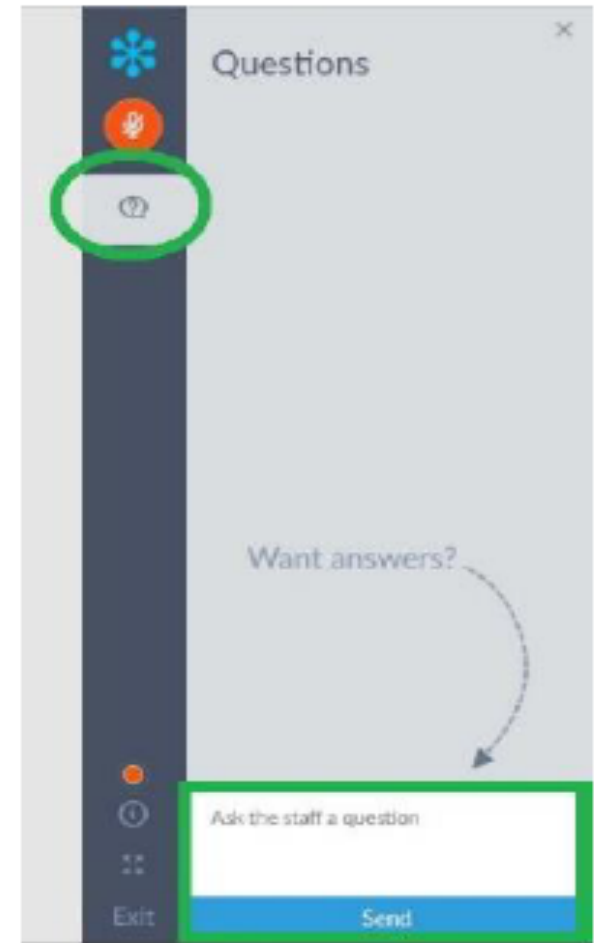 Questions
Want answers?
Ask the staff a question
Send
Exit